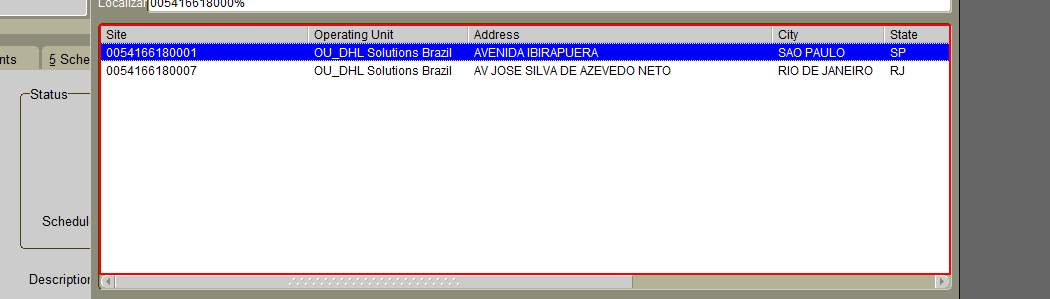 Localizar 005416618000%
Site Operating Unit Address City State
0054166180001 OU_DHL Solutions Brazil AVENIDA IBIRAPUERA SAO PAULO SP
0054166180007 OU_DHL Solutions Brazil AV JOSE SILVA DE AZEVEDO NETO RIO DE JANEIRO RJ
nts 5 Sche
Status
Schedul
Description